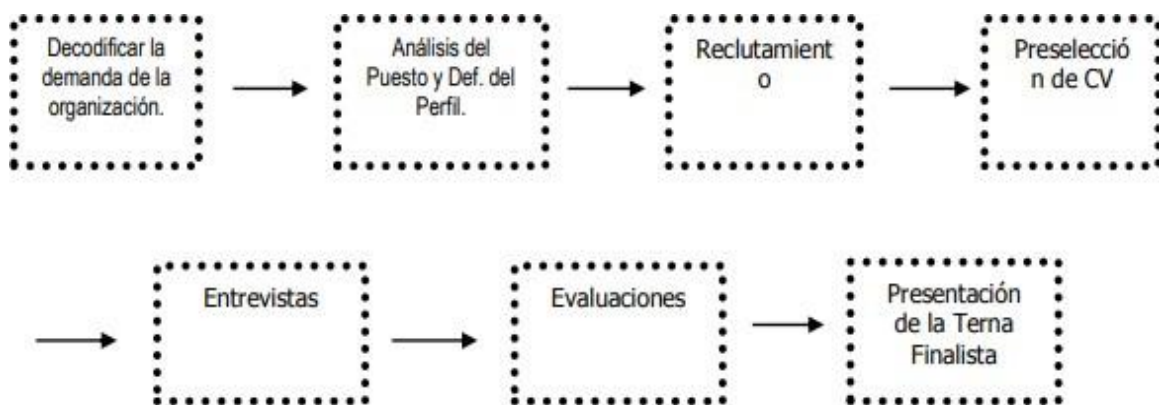 Decodificar la
demanda de la
organización.
Análisis del
Puesto y Def. del
Perfil.
Reclutamient
o
Preselecció
n de CV
Entrevistas
Evaluaciones
Presentación
de la Terna
Finalista